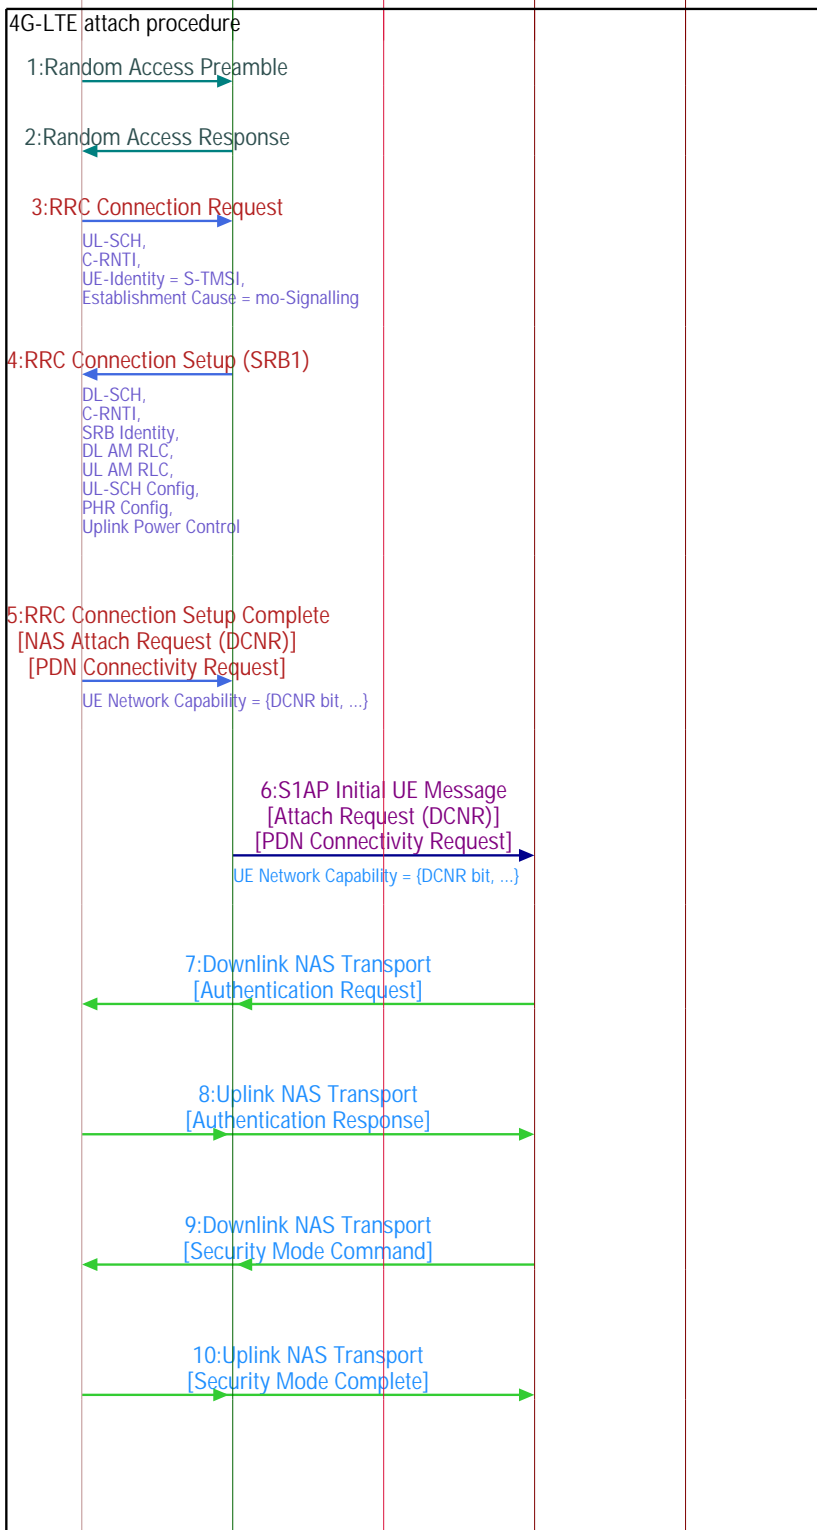 4G-LTE attach procedure
1:Random Access Preamble
2:Random Access Response
3:RRC Connection Request
UL-SCH,
C-RNTI,
UE-Identity = S-TMSI,
Establishment Cause = mo-Signalling
4:RRC Connection Setup (SRB1)
DL-SCH,
C-RNTI,
SRB Identity,
DL AM RLC,
UL AM RLC,
UL-SCH Config,
PHR Config,
Uplink Power Control
5:RRC Connection Setup Complete
[NAS Attach Request (DCNR)]
[PDN Connectivity Request]
UE Network Capability = {DCNR bit, ...}
6:S1AP Initial UE Message
[Attach Request (DCNR)]
[PDN Connectivity Request]
UE Network Capability = {DCNR bit, ...}
7:Downlink NAS Transport
[Authentication Request]
8:Uplink NAS Transport
[Authentication Response]
9:Downlink NAS Transport
[Security Mode Command]
10:Uplink NAS Transport
[Security Mode Complete]